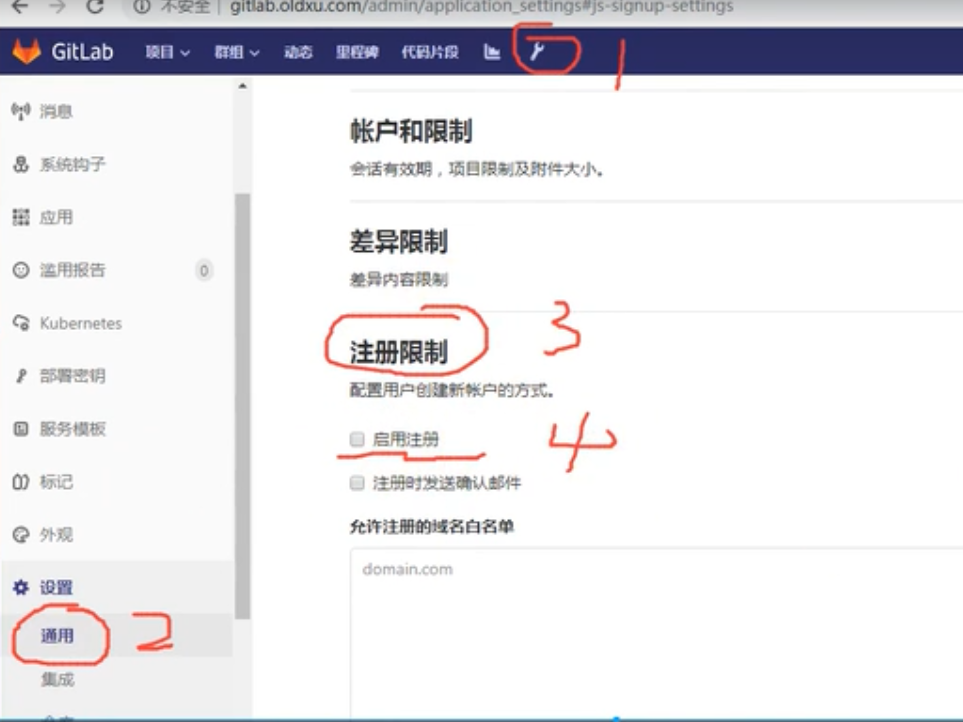 不安全 | gitlab.oldxu.com/admin/application_settings#js-signup-settings
GitLab 项目 群组 动态 里程碑 代码片段
1
消息
系统钩子
应用
滥用报告 0
Kubernetes
部署密钥
服务模板
标记
外观
设置
通用
2
集成
帐户和限制
会话有效期，项目限制及附件大小。
差异限制
差异内容限制
注册限制
3
配置用户创建新帐户的方式。
启用注册
4
注册时发送确认邮件
允许注册的域名白名单
domain.com